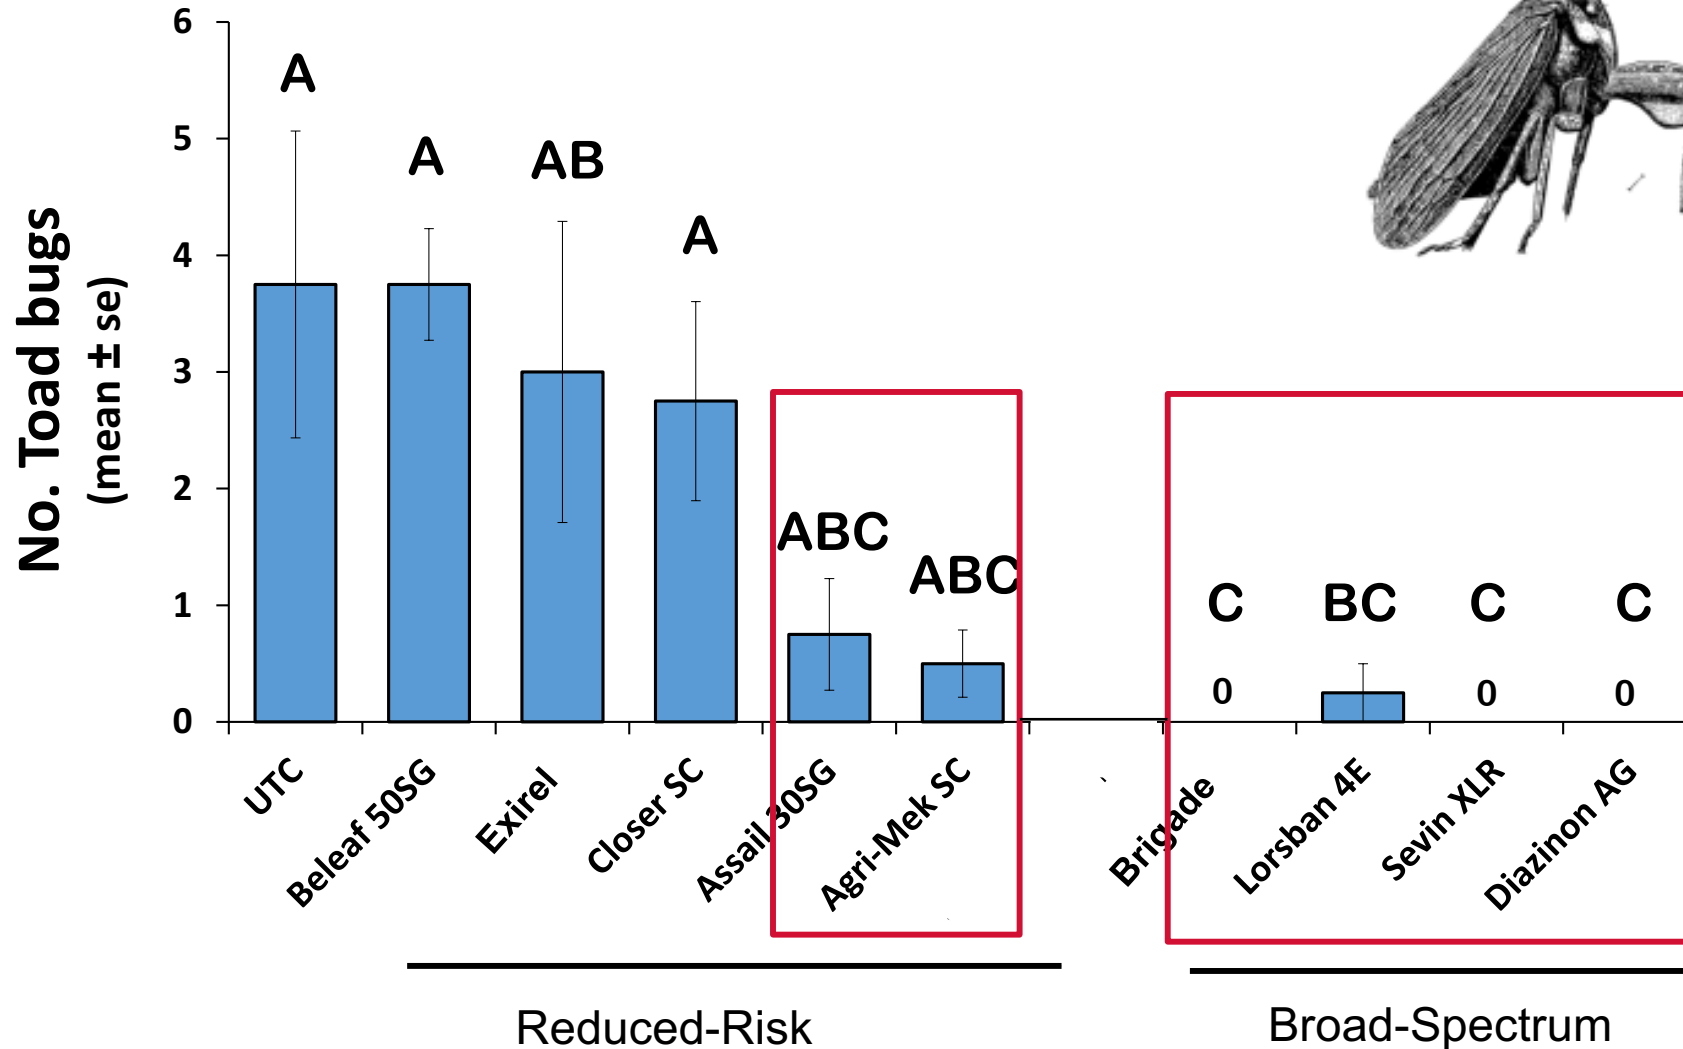 No. Toad bugs
(mean ± se)
6
5
4
3
2
1
0
A
A
AB
A
ABC
ABC
C
BC
C
C
0
0
0
UTC
Beleaf 50SG
Exirel
Closer SC
Assail 30SG
Agri-Mek SC
Brigade
Lorsban 4E
Sevin XLR
Diazinon AG
Reduced-Risk
Broad-Spectrum